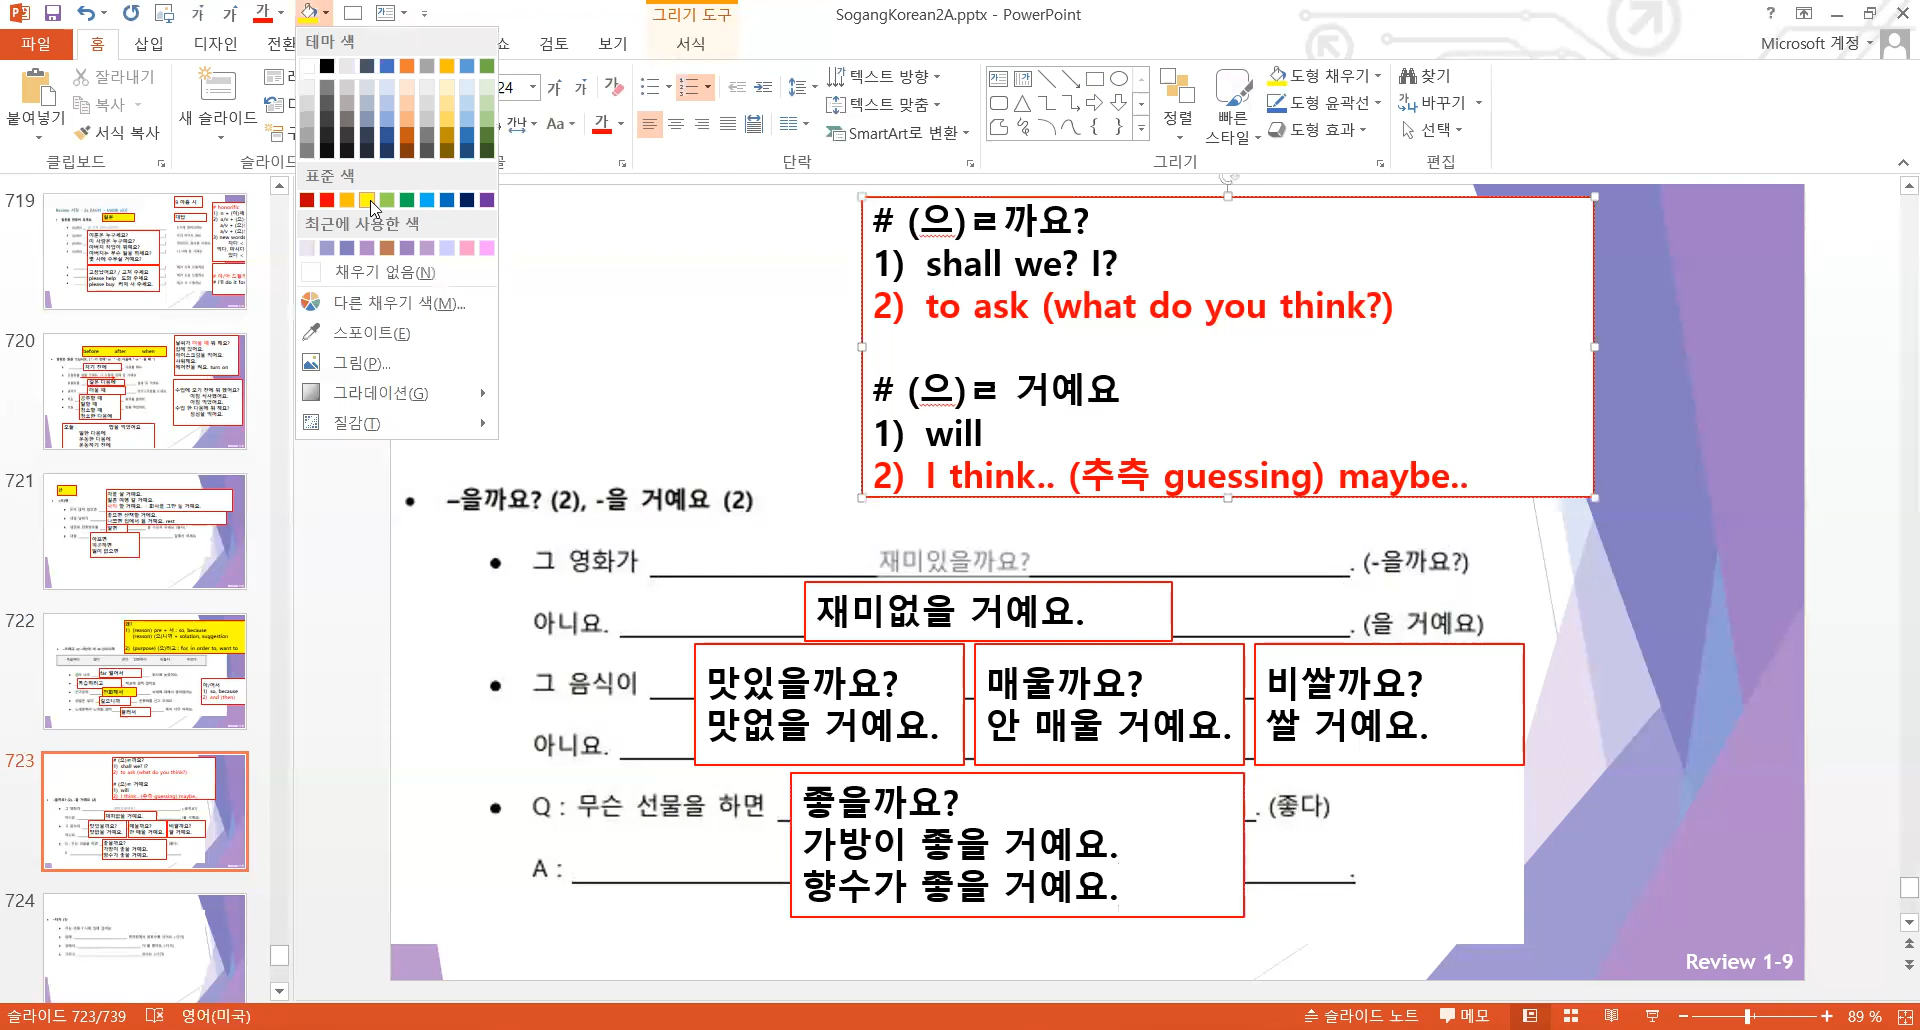 SogangKorean2A.pptx - PowerPoint
그리기 도구
파일
홈
삽입
디자인
전환
검토
보기
서식
Microsoft 계정
붙여넣기
잘라내기
복사
서식 복사
클립보드
새 슬라이드
슬라이드
24
Aa
가
텍스트 방향
텍스트 맞춤
SmartArt로 변환
단락
정렬
빠른
스타일
도형 채우기
도형 윤곽선
도형 효과
그리기
찾기
바꾸기
선택
편집
테마 색
표준 색
최근에 사용한 색
채우기 없음(N)
다른 채우기 색(M)...
스포이트(E)
그림(P)...
그라데이션(G)
질감(T)
719
720
721
722
723
724
# (으)ㄹ까요?
1) shall we? I?
2) to ask (what do you think?)
# (으)ㄹ 거예요
1) will
2) I think.. (추측 guessing) maybe..
• –을까요? (2), -을 거예요 (2)
• 그 영화가 재미있을까요? . (-을까요?)
아니요. 재미없을 거예요. . (을 거예요)
• 그 음식이 맛있을까요? 매울까요? 비쌀까요?
맛없을 거예요. 안 매울 거예요. 쌀 거예요.
아니요.
• Q : 무슨 선물을 하면 좋을까요? . (좋다)
가방이 좋을 거예요.
A : 향수가 좋을 거예요. .
Review 1-9
슬라이드 723/739
영어(미국)
슬라이드 노트
메모
89 %